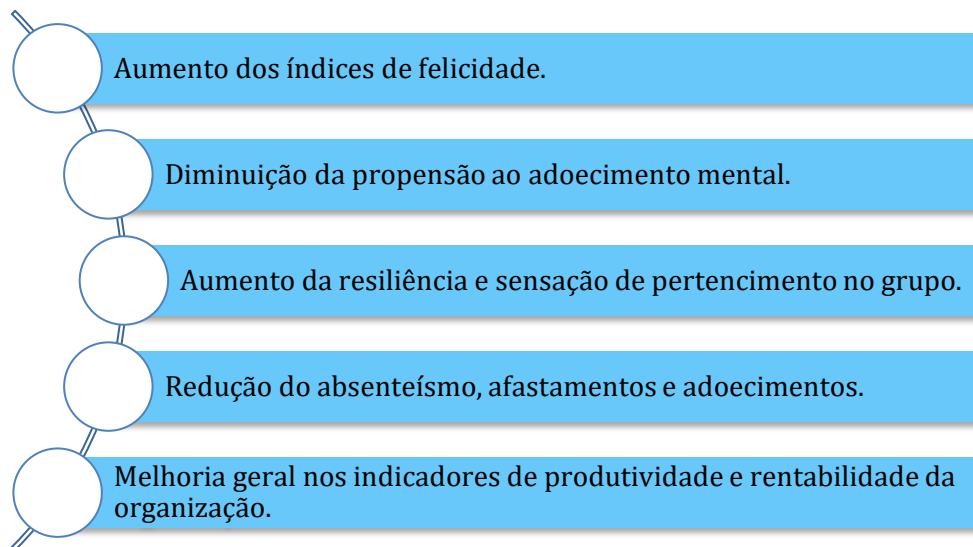 Aumento dos índices de felicidade.
Diminuição da propensão ao adoecimento mental.
Aumento da resiliência e sensação de pertencimento no grupo.
Redução do absenteísmo, afastamentos e adoecimentos.
Melhoria geral nos indicadores de produtividade e rentabilidade da
organização.